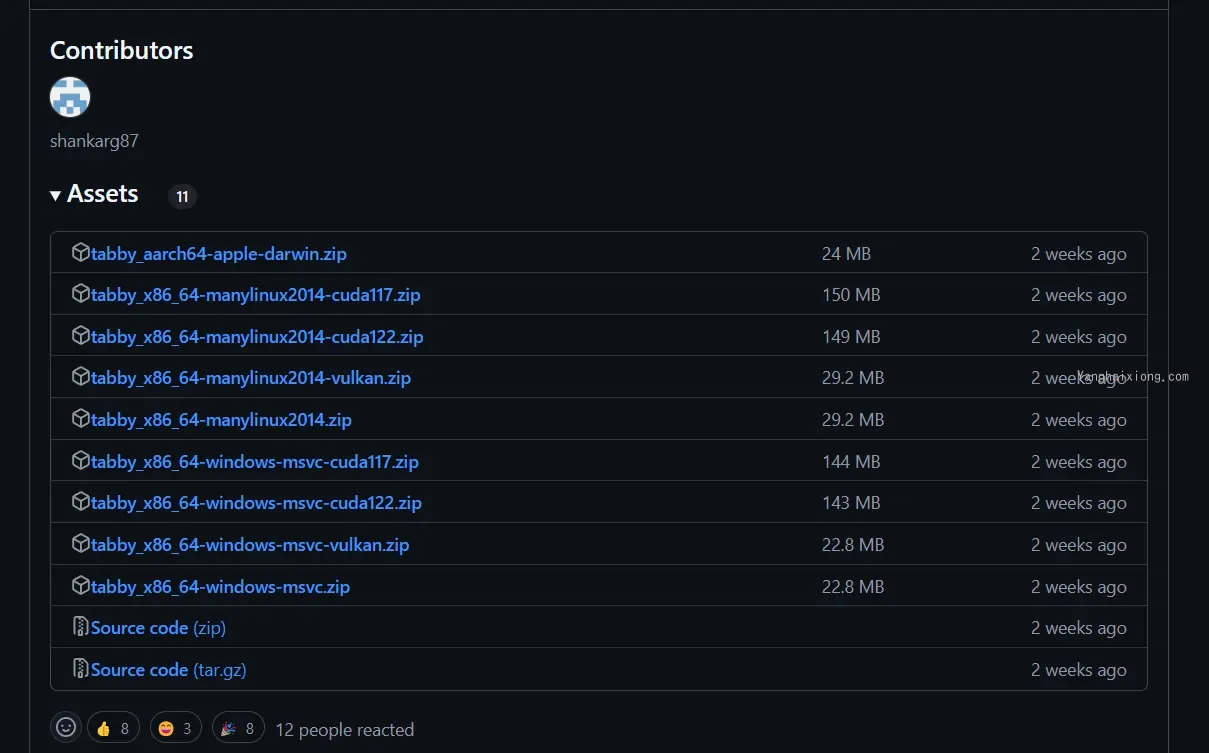 Contributors
shankarg87
Assets 11
tabby_aarch64-apple-darwin.zip 24 MB 2 weeks ago
tabby_x86_64-manylinux2014-cuda117.zip 150 MB 2 weeks ago
tabby_x86_64-manylinux2014-cuda122.zip 149 MB 2 weeks ago
tabby_x86_64-manylinux2014-vulkan.zip 29.2 MB 2 weeks ago
Yanghaixiong.com
tabby_x86_64-manylinux2014.zip 29.2 MB 2 weeks ago
tabby_x86_64-windows-msvc-cuda117.zip 144 MB 2 weeks ago
tabby_x86_64-windows-msvc-cuda122.zip 143 MB 2 weeks ago
tabby_x86_64-windows-msvc-vulkan.zip 22.8 MB 2 weeks ago
tabby_x86_64-windows-msvc.zip 22.8 MB 2 weeks ago
Source code (zip) 2 weeks ago
Source code (tar.gz) 2 weeks ago
8 3 8 12 people reacted